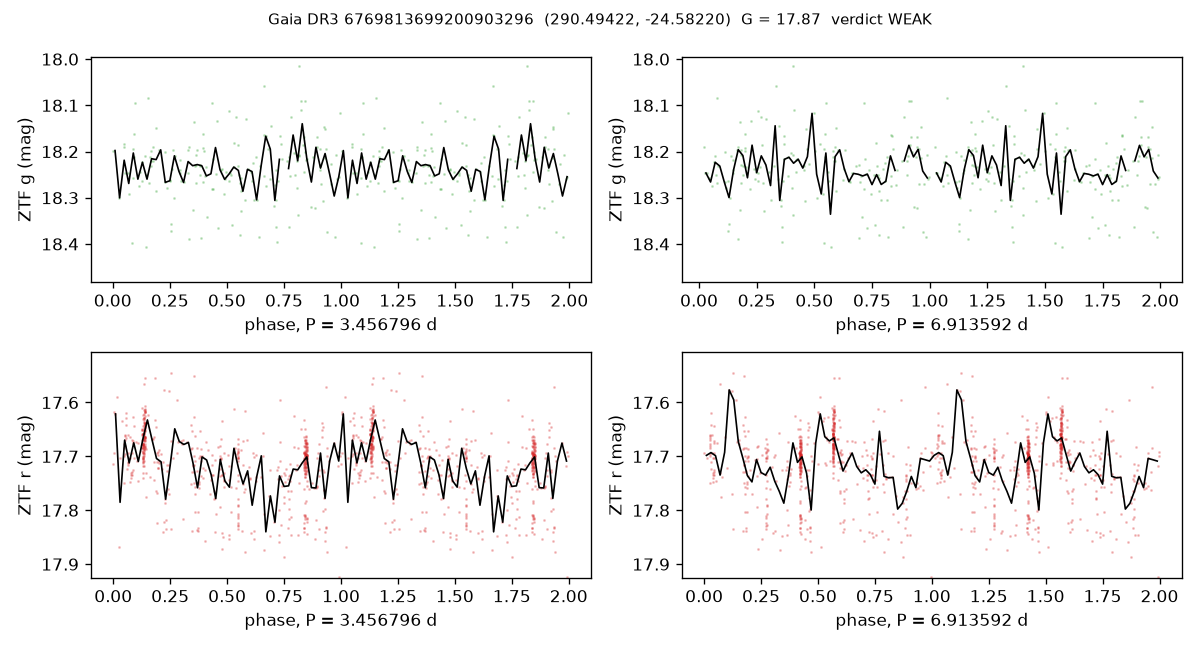 Gaia DR3 6769813699200903296  (290.49422, -24.58220)  G = 17.87  verdict WEAK
ZTF g (mag)
18.0
18.1
18.2
18.3
18.4
0.00 0.25 0.50 0.75 1.00 1.25 1.50 1.75 2.00
phase, P = 3.456796 d
ZTF g (mag)
18.0
18.1
18.2
18.3
18.4
0.00 0.25 0.50 0.75 1.00 1.25 1.50 1.75 2.00
phase, P = 6.913592 d
ZTF r (mag)
17.6
17.7
17.8
17.9
0.00 0.25 0.50 0.75 1.00 1.25 1.50 1.75 2.00
phase, P = 3.456796 d
ZTF r (mag)
17.6
17.7
17.8
17.9
0.00 0.25 0.50 0.75 1.00 1.25 1.50 1.75 2.00
phase, P = 6.913592 d